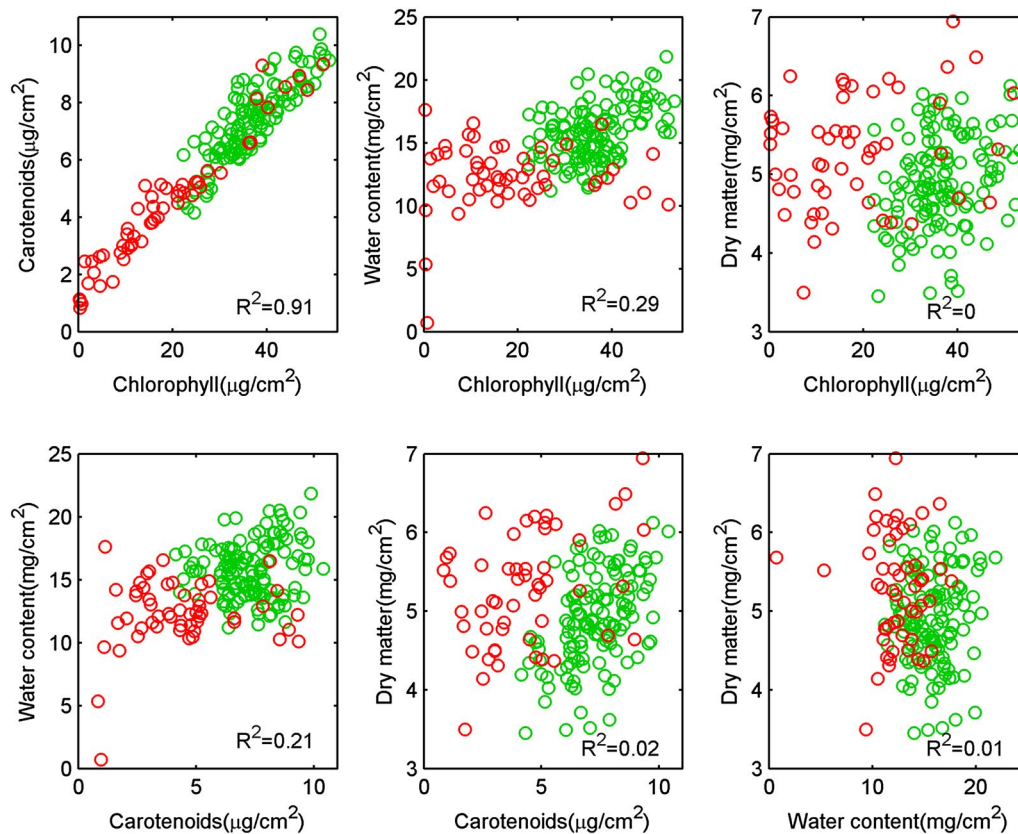 Carotenoids(μg/cm²)
10
8
6
4
2
0
R²=0.91
0 20 40
Chlorophyll(μg/cm²)
Water content(mg/cm²)
25
20
15
10
5
0
R²=0.29
0 20 40
Chlorophyll(μg/cm²)
Dry matter(mg/cm²)
7
6
5
4
3
R²=0
0 20 40
Chlorophyll(μg/cm²)
Water content(mg/cm²)
25
20
15
10
5
0
R²=0.21
0 5 10
Carotenoids(μg/cm²)
Dry matter(mg/cm²)
7
6
5
4
3
R²=0.02
0 5 10
Carotenoids(μg/cm²)
Dry matter(mg/cm²)
7
6
5
4
3
R²=0.01
0 10 20
Water content(mg/cm²)